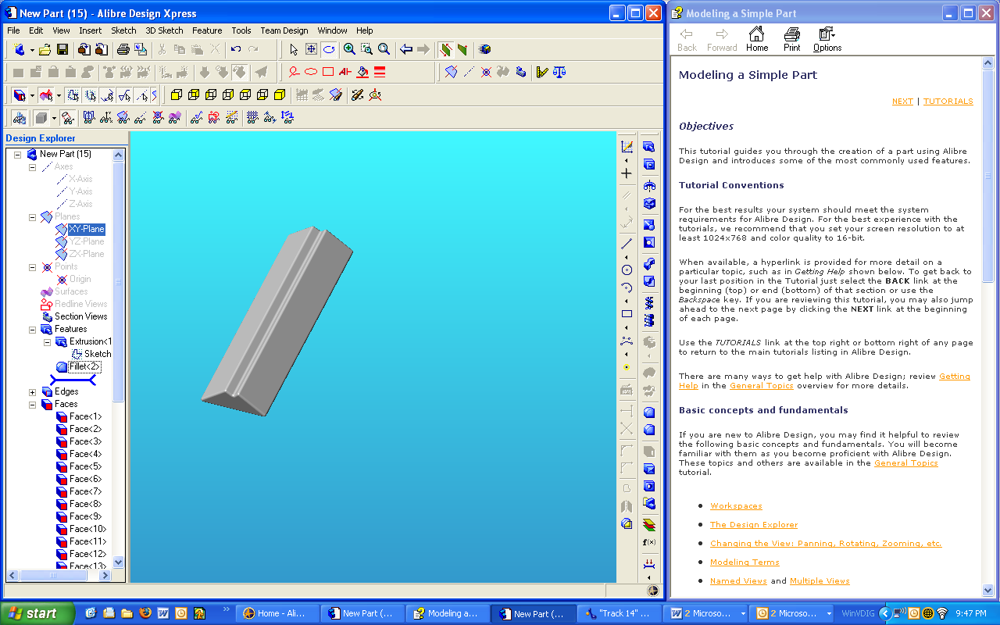 New Part (15) - Alibre Design Xpress
File Edit View Insert Sketch 3D Sketch Feature Tools Team Design Window Help
Design Explorer
New Part (15)
Axes
X-Axis
Y-Axis
Z-Axis
Planes
XY-Plane
YZ-Plane
ZX-Plane
Points
Origin
Surfaces
Redline Views
Section Views
Features
Extrusion<1
Sketch
Fillet<2>
Edges
Faces
Face<1>
Face<2>
Face<3>
Face<4>
Face<5>
Face<6>
Face<7>
Face<8>
Face<9>
Face<10>
Face<11>
Face<12>
Face<13>
f(x)
Modeling a Simple Part
Back Forward Home Print Options
Modeling a Simple Part
NEXT | TUTORIALS
Objectives
This tutorial guides you through the creation of a part using Alibre
Design and introduces some of the most commonly used features.
Tutorial Conventions
For the best results your system should meet the system
requirements for Alibre Design. For the best experience with the
tutorials, we recommend that you set your screen resolution to at
least 1024x768 and color quality to 16-bit.
When available, a hyperlink is provided for more detail on a
particular topic, such as in Getting Help shown below. To get back to
your last position in the Tutorial just select the BACK link at the
beginning (top) or end (bottom) of that section or use the
Backspace key. If you are reviewing this tutorial, you may also jump
ahead to the next page by clicking the NEXT link at the beginning
of each page.
Use the TUTORIALS link at the top right or bottom right of any page
to return to the main tutorials listing in Alibre Design.
There are many ways to get help with Alibre Design; review Getting
Help in the General Topics overview for more details.
Basic concepts and fundamentals
If you are new to Alibre Design, you may find it helpful to review
the following basic concepts and fundamentals. You will become
familiar with them as you become proficient with Alibre Design.
These topics and others are available in the General Topics
tutorial.
• Workspaces
• The Design Explorer
• Changing the View: Panning, Rotating, Zooming, etc.
• Modeling Terms
• Named Views and Multiple Views
start » Home - Ali... New Part (... Modeling a... New Part (... "Track 14" ... 2 Microso... 2 Microso... WinVDIG 9:47 PM